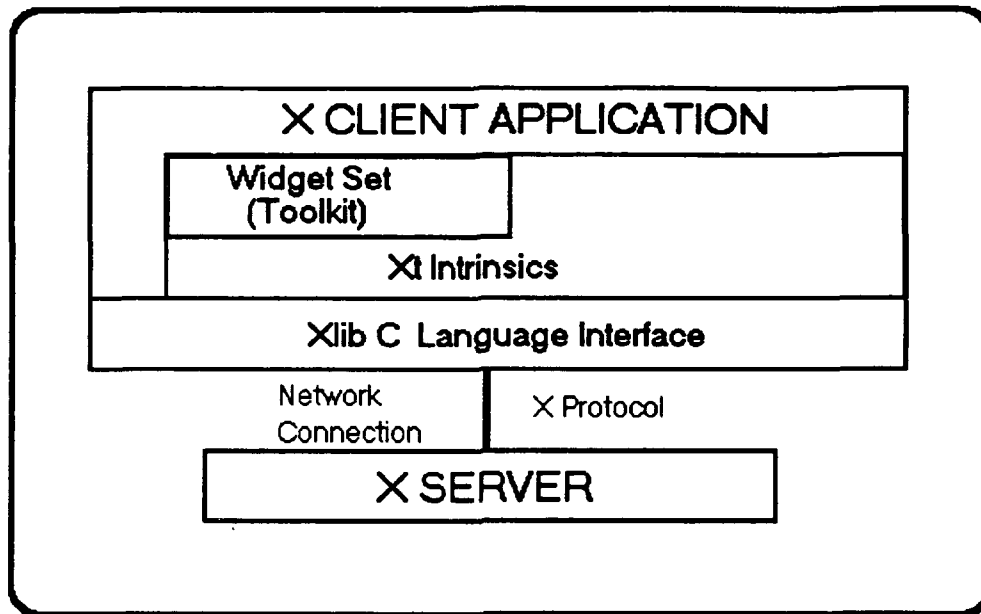 X CLIENT APPLICATION
Widget Set
(Toolkit)
Xt Intrinsics
Xlib C Language Interface
Network
Connection
X Protocol
X SERVER